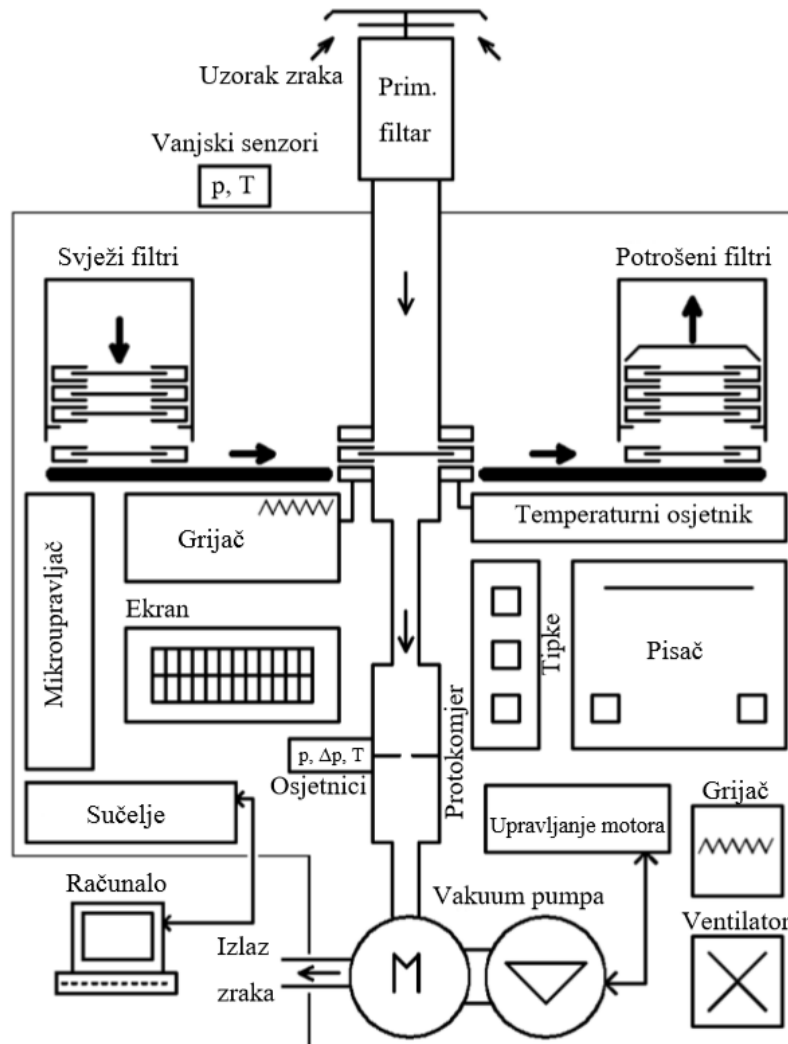 Uzorak zraka
Prim.
filtar
Vanjski senzori
p, T
Svježi filtri
Potrošeni filtri
Grijač
Temperaturni osjetnik
Mikroupravljač
Ekran
Tipke
Pisač
p, Δp, T
Osjetnici
Protokomjer
Sučelje
Upravljanje motora
Grijač
Računalo
Vakuum pumpa
Ventilator
Izlaz
zraka
M